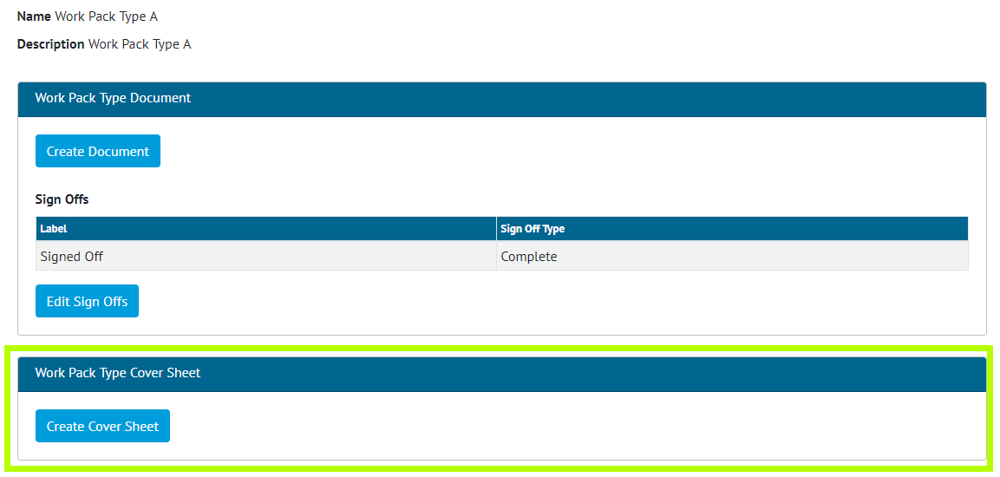 Name Work Pack Type A
Description Work Pack Type A
Work Pack Type Document
Create Document
Sign Offs
Label Sign Off Type
Signed Off Complete
Edit Sign Offs
Work Pack Type Cover Sheet
Create Cover Sheet